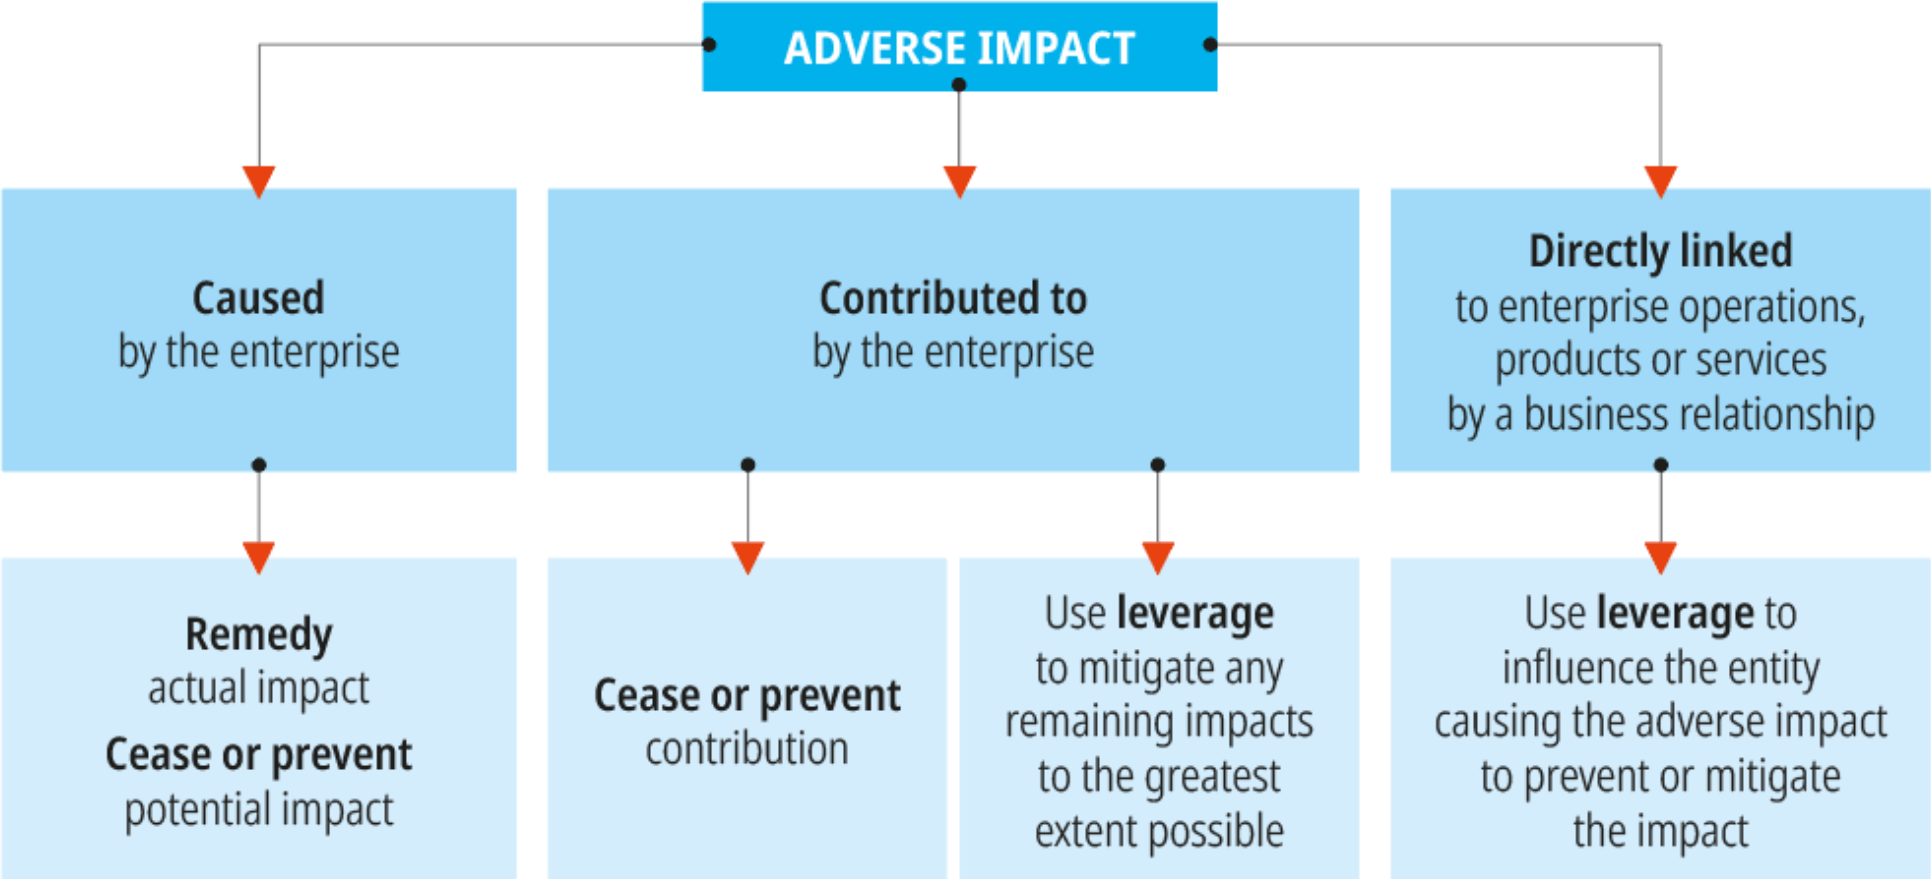 ADVERSE IMPACT
Caused
by the enterprise
Contributed to
by the enterprise
Directly linked
to enterprise operations,
products or services
by a business relationship
Remedy
actual impact
Cease or prevent
potential impact
Cease or prevent
contribution
Use leverage
to mitigate any
remaining impacts
to the greatest
extent possible
Use leverage to
influence the entity
causing the adverse impact
to prevent or mitigate
the impact